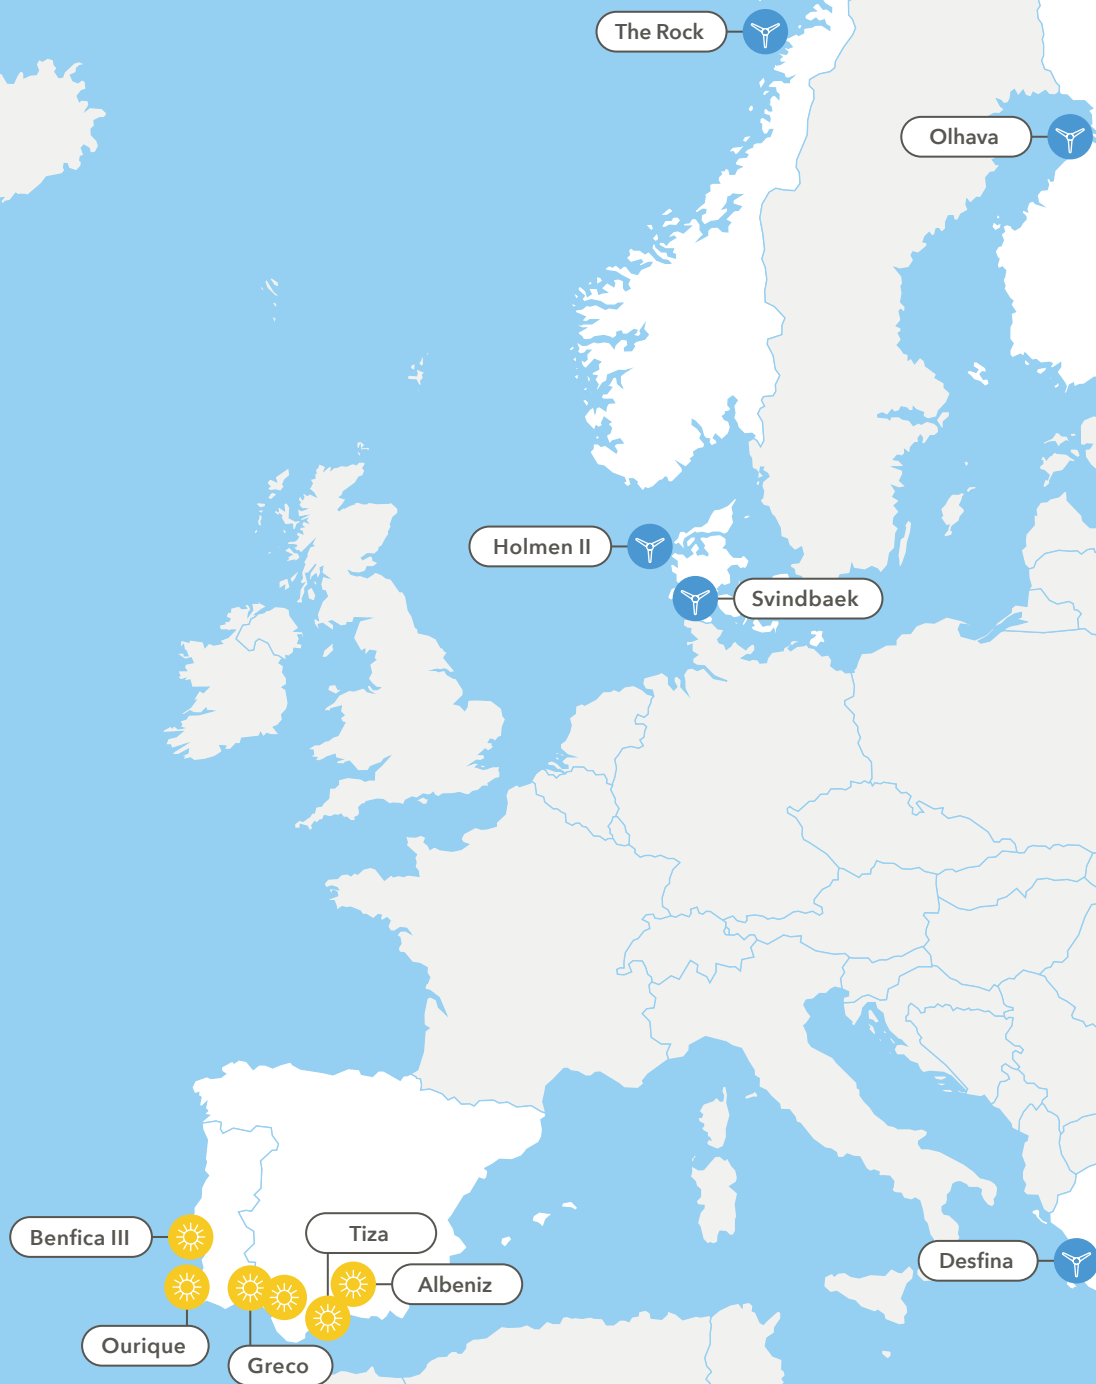 The Rock
Olhava
Holmen II
Svindbaek
Tiza
Benfica III
Desfina
Albeniz
Ourique
Greco